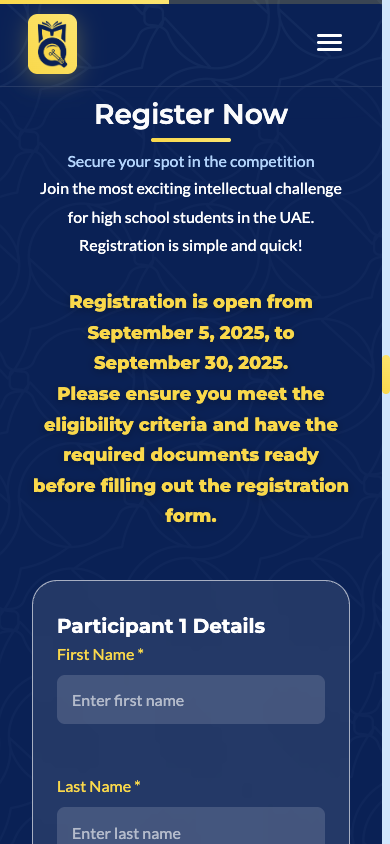 Register Now
Secure your spot in the competition
Join the most exciting intellectual challenge
for high school students in the UAE.
Registration is simple and quick!
Registration is open from
September 5, 2025, to
September 30, 2025.
Please ensure you meet the
eligibility criteria and have the
required documents ready
before filling out the registration
form.
Participant 1 Details
First Name *
Enter first name
Last Name *
Enter last name